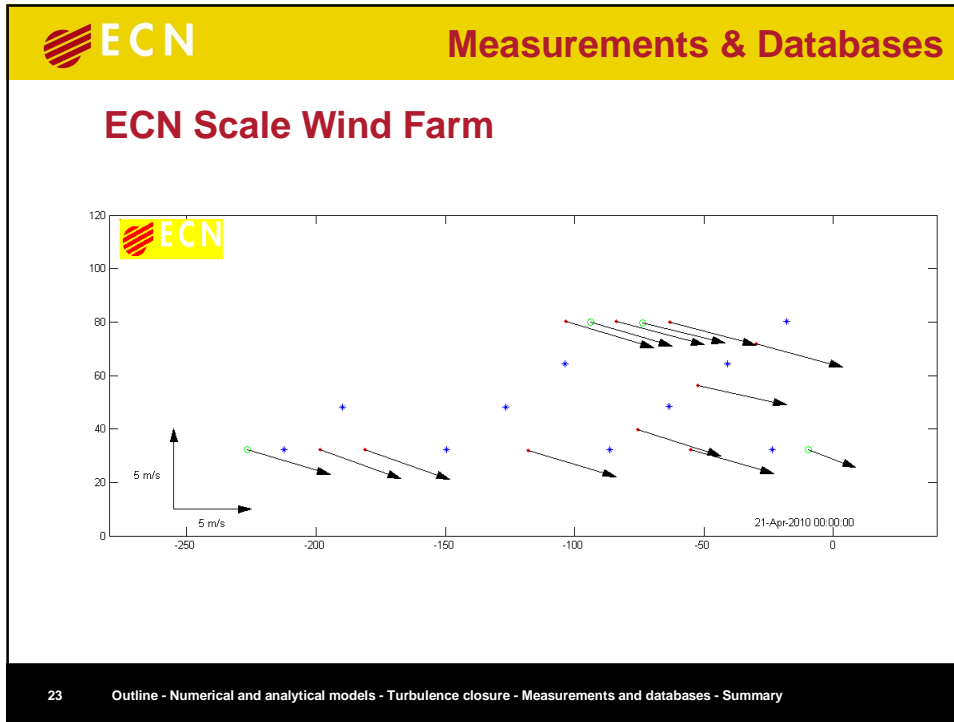 ECN
Measurements & Databases
ECN Scale Wind Farm
120
ECN
100
80
60
40
5 m/s
20
5 m/s
21-Apr-2010 00:00:00
0
-250
-200
-150
-100
-50
0
23
Outline - Numerical and analytical models - Turbulence closure - Measurements and databases - Summary